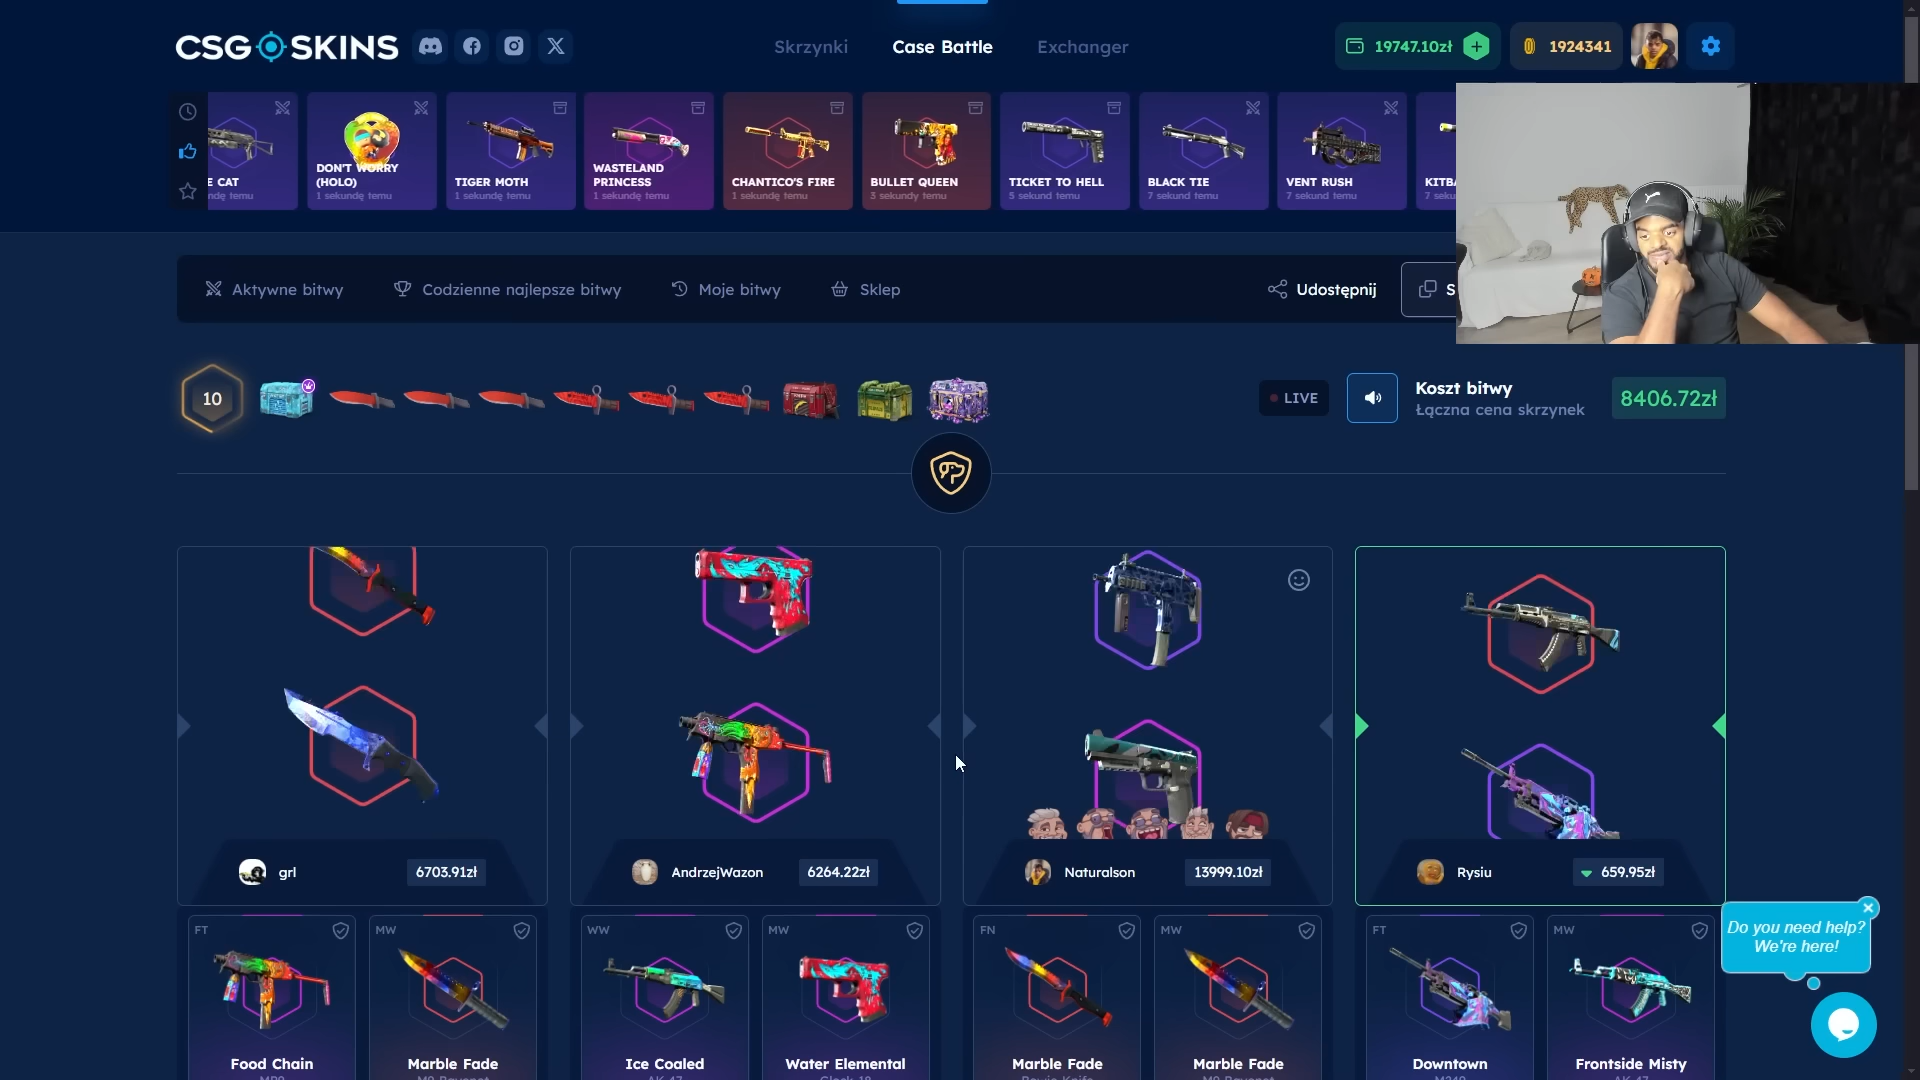 CSG SKINS
Skrzynki
Case Battle
Exchanger
19747.10zł
1924341
E CAT
DON'T WORRY
(HOLO)
1 sekundę temu
TIGER MOTH
1 sekundę temu
WASTELAND
PRINCESS
1 sekundę temu
CHANTICO'S FIRE
1 sekundę temu
BULLET QUEEN
3 sekundy temu
TICKET TO HELL
5 sekund temu
BLACK TIE
7 sekund temu
VENT RUSH
7 sekund temu
KITBA
7 sek
Aktywne bitwy
Codzienne najlepsze bitwy
Moje bitwy
Sklep
Udostępnij
S
10
LIVE
Koszt bitwy
Łączna cena skrzynek
8406.72zł
grl
6703.91zł
AndrzejWazon
6264.22zł
Naturalson
13999.10zł
Rysiu
659.95zł
FT
Food Chain
MW
Marble Fade
WW
Ice Coaled
MW
Water Elemental
FN
Marble Fade
MW
Marble Fade
FT
Downtown
MW
Frontside Misty
Do you need help?
We're here!